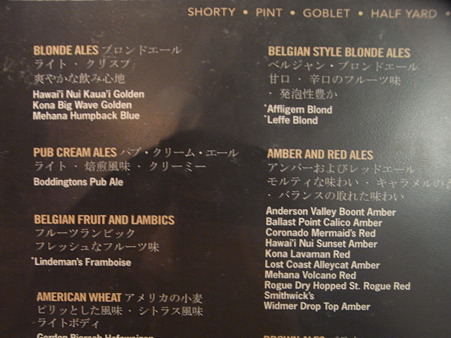 SHORTY • PINT • GOBLET • HALF YARD •
BLONDE ALES ブロンドエール
ライト・クリスプ
爽やかな飲み心地
Hawai'i Nui Kaua'i Golden
Kona Big Wave Golden
Mehana Humpback Blue
PUB CREAM ALES パブ・クリーム・エール
ライト・焙煎風味・クリーミー
Boddingtons Pub Ale
BELGIAN FRUIT AND LAMBICS
フルーツランビック
フレッシュなフルーツ味
*Lindeman's Framboise
AMERICAN WHEAT アメリカの小麦
ピリッとした風味・シトラス風味
ライトボディ
Gordon Biersch Hefeweizen
BELGIAN STYLE BLONDE ALES
ベルジャン・ブロンドエール
甘口・辛口のフルーツ味
・発泡性豊か
*Affligem Blond
*Leffe Blond
AMBER AND RED ALES
アンバーおよびレッドエール
モルティな味わい・キャラメルの
・バランスの取れた味わい
Anderson Valley Boont Amber
Ballast Point Calico Amber
Coronado Mermaid's Red
Hawai'i Nui Sunset Amber
Kona Lavaman Red
Lost Coast Alleycat Amber
Mehana Volcano Red
Rogue Dry Hopped St. Rogue Red
Smithwick's
Widmer Drop Top Amber
BROWN ALES